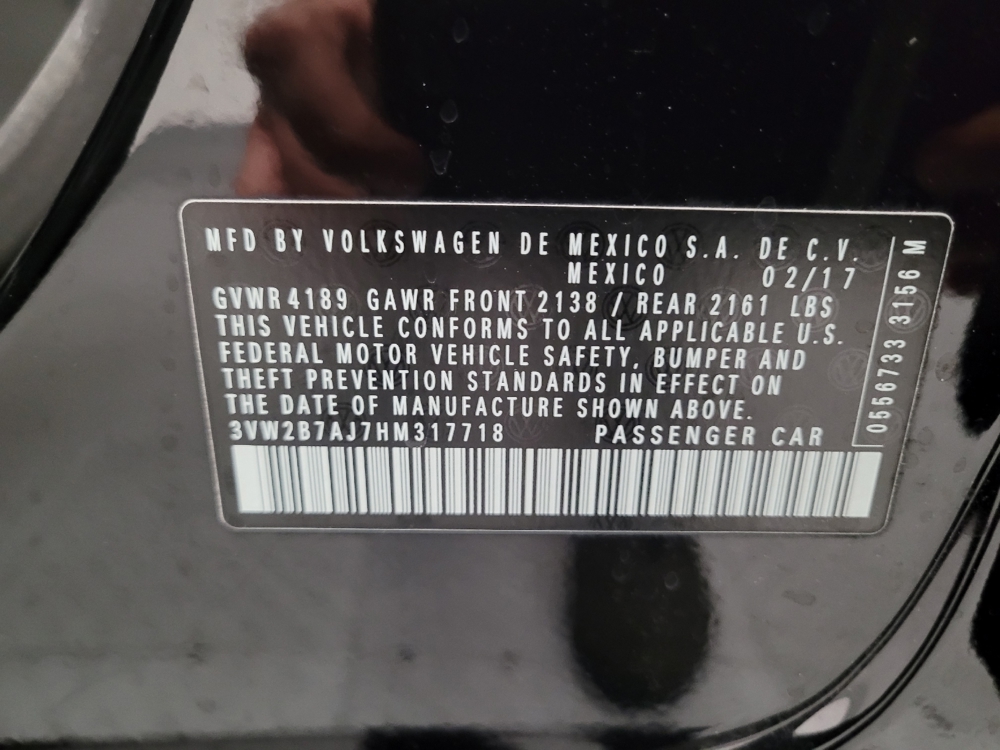 MFD BY VOLKSWAGEN DE MEXICO S.A. DE C.V.
MEXICO 02/17
GVWR 4189 GAWR FRONT 2138 / REAR 2161 LBS
THIS VEHICLE CONFORMS TO ALL APPLICABLE U.S.
FEDERAL MOTOR VEHICLE SAFETY, BUMPER AND
THEFT PREVENTION STANDARDS IN EFFECT ON
THE DATE OF MANUFACTURE SHOWN ABOVE.
3VW2B7AJ7HM317718 PASSENGER CAR
0556733 3156 M